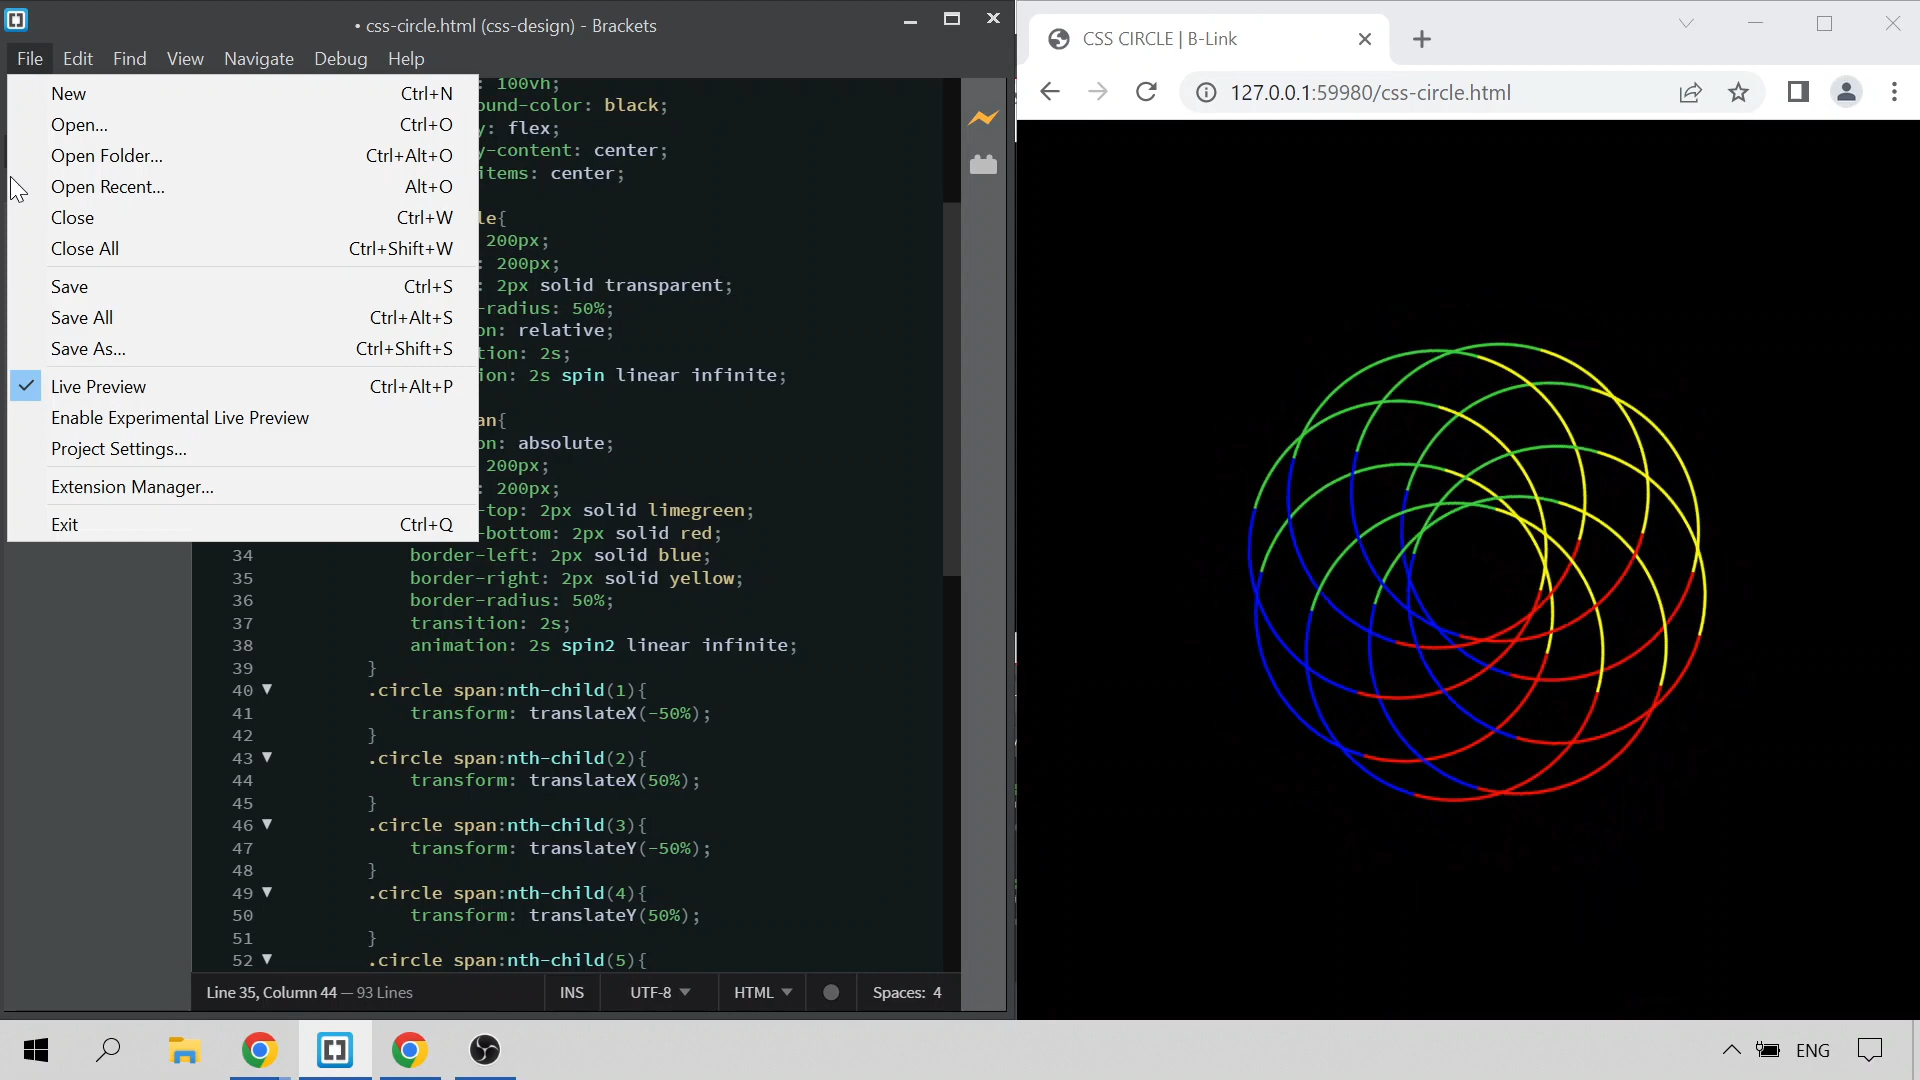 • css-circle.html (css-design) - Brackets
File Edit Find View Navigate Debug Help
New Ctrl+N
Open... Ctrl+O
Open Folder... Ctrl+Alt+O
Open Recent... Alt+O
Close Ctrl+W
Close All Ctrl+Shift+W
Save Ctrl+S
Save All Ctrl+Alt+S
Save As... Ctrl+Shift+S
Live Preview Ctrl+Alt+P
Enable Experimental Live Preview
Project Settings...
Extension Manager...
Exit Ctrl+Q
: 100vh;
ound-color: black;
y: flex;
y-content: center;
items: center;
le{
200px;
: 200px;
: 2px solid transparent;
-radius: 50%;
on: relative;
tion: 2s;
ion: 2s spin linear infinite;
an{
on: absolute;
200px;
: 200px;
-top: 2px solid limegreen;
-bottom: 2px solid red;
34 border-left: 2px solid blue;
35 border-right: 2px solid yellow;
36 border-radius: 50%;
37 transition: 2s;
38 animation: 2s spin2 linear infinite;
39 }
40 .circle span:nth-child(1){
41 transform: translateX(-50%);
42 }
43 .circle span:nth-child(2){
44 transform: translateX(50%);
45 }
46 .circle span:nth-child(3){
47 transform: translateY(-50%);
48 }
49 .circle span:nth-child(4){
50 transform: translateY(50%);
51 }
52 .circle span:nth-child(5){
Line 35, Column 44 — 93 Lines INS UTF-8 HTML Spaces: 4
CSS CIRCLE | B-Link
127.0.0.1:59980/css-circle.html
ENG